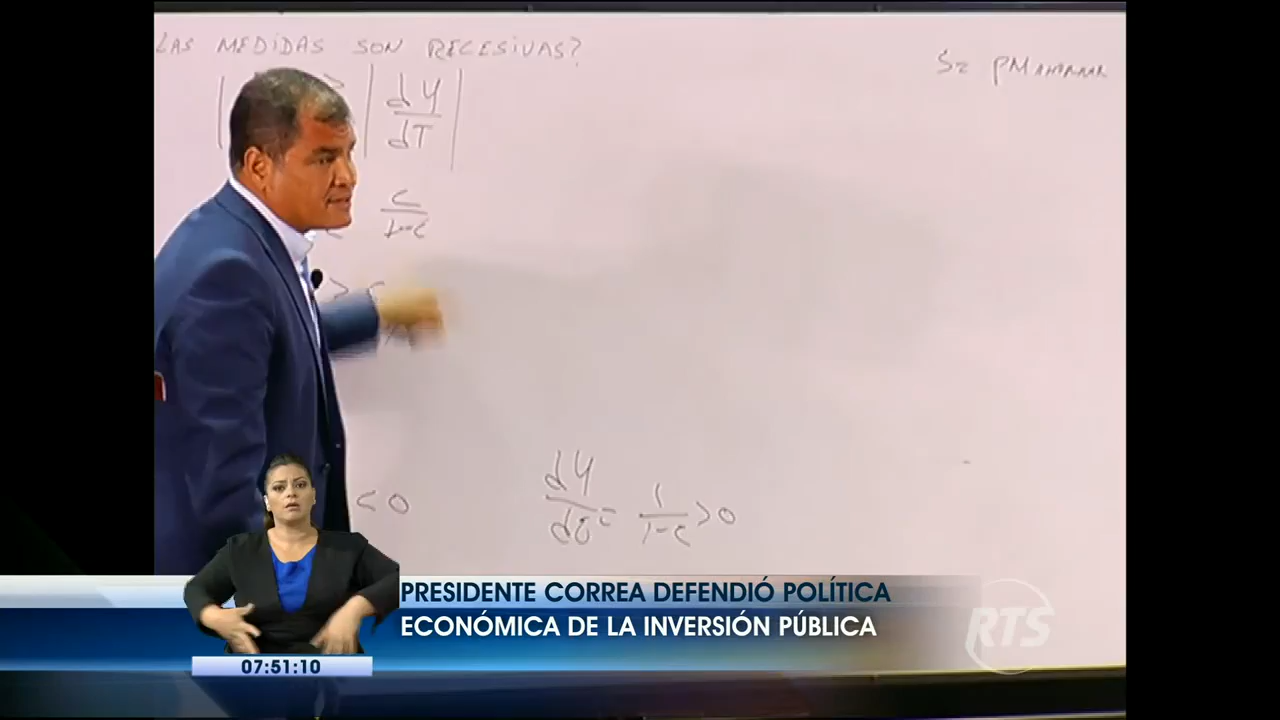 LAS MEDIDAS SON RECESIVAS?
| dY/dT |
c/1-c
>
< 0
dY/dG = 1/1-c > 0
PRESIDENTE CORREA DEFENDIÓ POLÍTICA
ECONÓMICA DE LA INVERSIÓN PÚBLICA
RTS
07:51:10